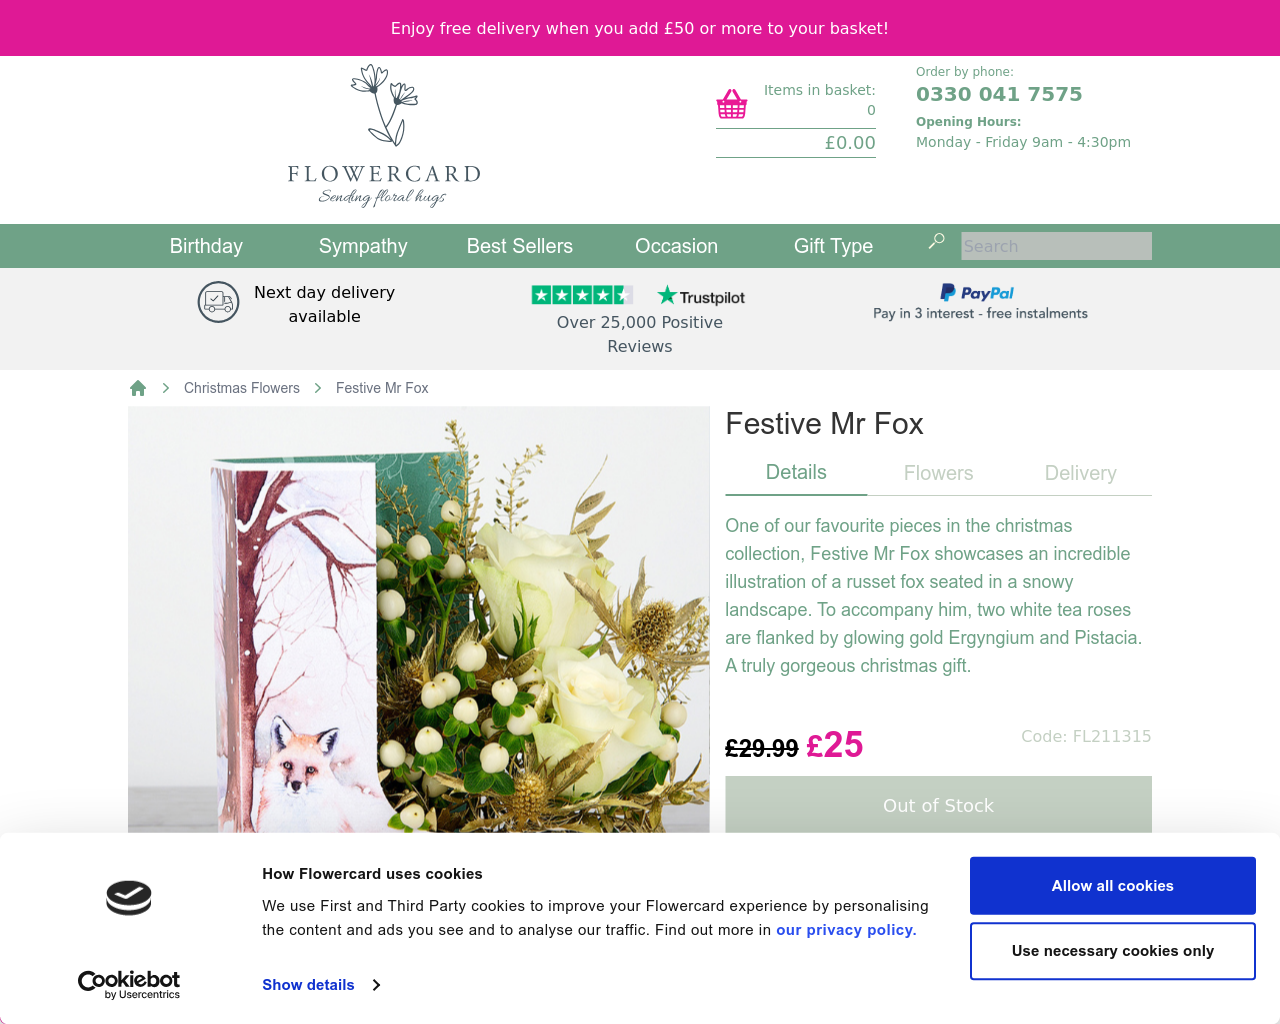 Enjoy free delivery when you add £50 or more to your basket!
FLOWERCARD
Sending floral hugs
Items in basket:
0
£0.00
Order by phone:
0330 041 7575
Opening Hours:
Monday - Friday 9am - 4:30pm
Birthday
Sympathy
Best Sellers
Occasion
Gift Type
Search
Next day delivery
available
Trustpilot
Over 25,000 Positive
Reviews
PayPal
Pay in 3 interest - free instalments
Christmas Flowers
Festive Mr Fox
Festive Mr Fox
Details
Flowers
Delivery
One of our favourite pieces in the christmas
collection, Festive Mr Fox showcases an incredible
illustration of a russet fox seated in a snowy
landscape. To accompany him, two white tea roses
are flanked by glowing gold Ergyngium and Pistacia.
A truly gorgeous christmas gift.
£29.99 £25
Code: FL211315
Out of Stock
Cookiebot
by Usercentrics
How Flowercard uses cookies
We use First and Third Party cookies to improve your Flowercard experience by personalising
the content and ads you see and to analyse our traffic. Find out more in our privacy policy.
Show details
Allow all cookies
Use necessary cookies only